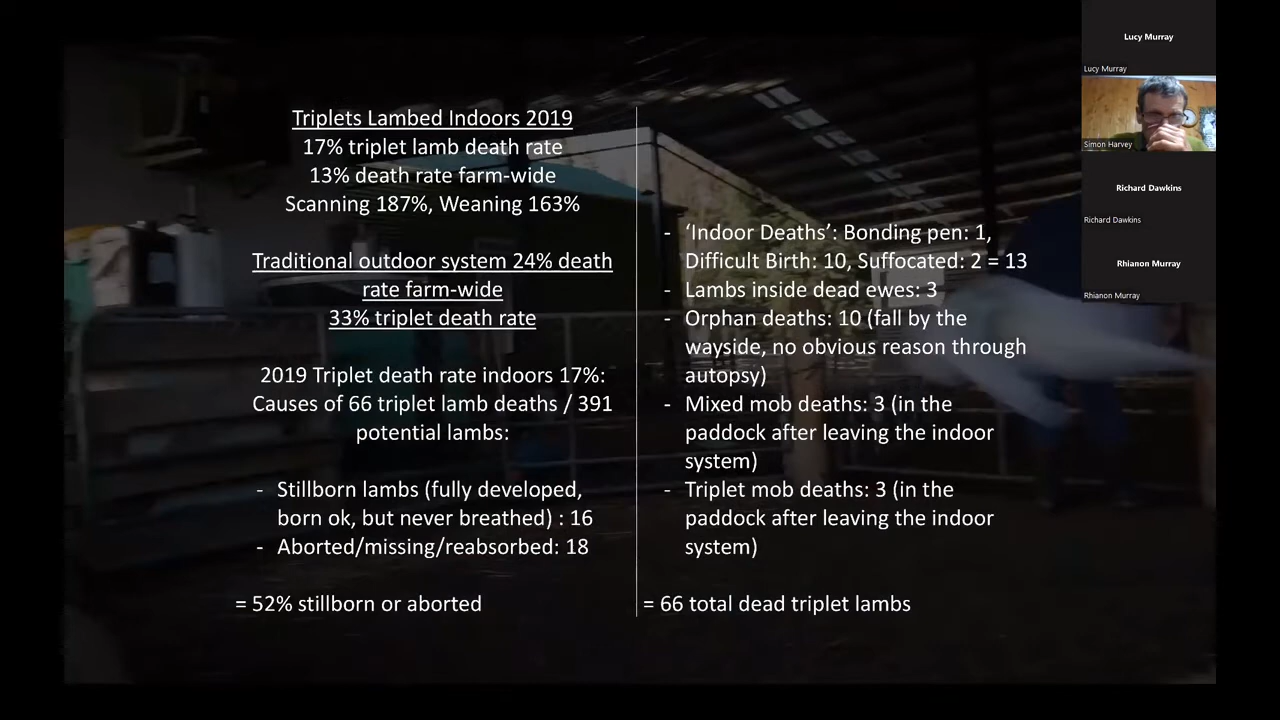 Triplets Lambed Indoors 2019
17% triplet lamb death rate
13% death rate farm-wide
Scanning 187%, Weaning 163%
Traditional outdoor system 24% death
rate farm-wide
33% triplet death rate
2019 Triplet death rate indoors 17%:
Causes of 66 triplet lamb deaths / 391
potential lambs:
- Stillborn lambs (fully developed,
born ok, but never breathed) : 16
- Aborted/missing/reabsorbed: 18
= 52% stillborn or aborted
- ‘Indoor Deaths’: Bonding pen: 1,
Difficult Birth: 10, Suffocated: 2 = 13
- Lambs inside dead ewes: 3
- Orphan deaths: 10 (fall by the
wayside, no obvious reason through
autopsy)
- Mixed mob deaths: 3 (in the
paddock after leaving the indoor
system)
- Triplet mob deaths: 3 (in the
paddock after leaving the indoor
system)
= 66 total dead triplet lambs
Lucy Murray
Lucy Murray
Simon Harvey
Richard Dawkins
Richard Dawkins
Rhianon Murray
Rhianon Murray